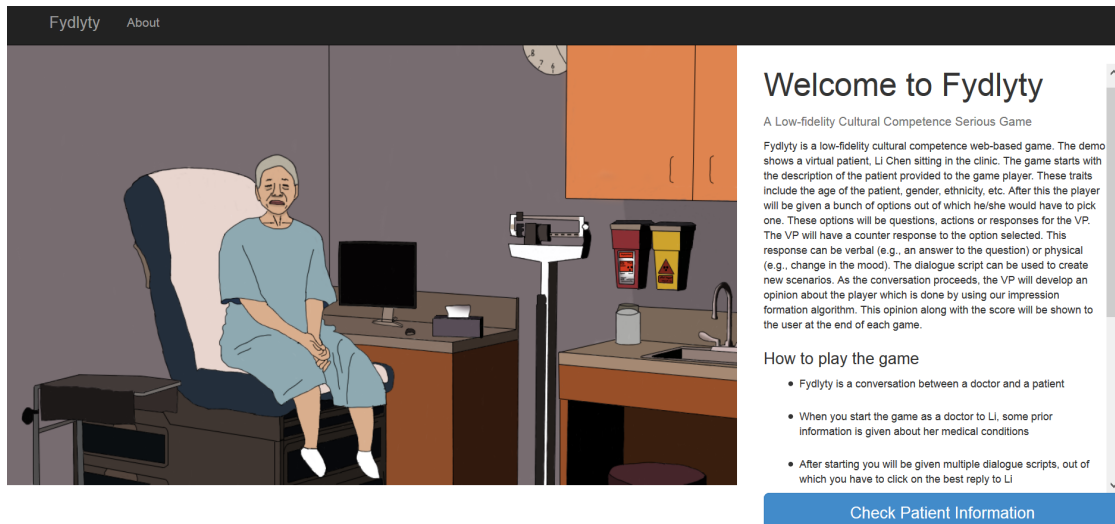 Fydlyty About
Welcome to Fydlyty
A Low-fidelity Cultural Competence Serious Game
Fydlyty is a low-fidelity cultural competence web-based game. The demo
shows a virtual patient, Li Chen sitting in the clinic. The game starts with
the description of the patient provided to the game player. These traits
include the age of the patient, gender, ethnicity, etc. After this the player
will be given a bunch of options out of which he/she would have to pick
one. These options will be questions, actions or responses for the VP.
The VP will have a counter response to the option selected. This
response can be verbal (e.g., an answer to the question) or physical
(e.g., change in the mood). The dialogue script can be used to create
new scenarios. As the conversation proceeds, the VP will develop an
opinion about the player which is done by using our impression
formation algorithm. This opinion along with the score will be shown to
the user at the end of each game.
How to play the game
• Fydlyty is a conversation between a doctor and a patient
• When you start the game as a doctor to Li, some prior
information is given about her medical conditions
• After starting you will be given multiple dialogue scripts, out of
which you have to click on the best reply to Li
Check Patient Information